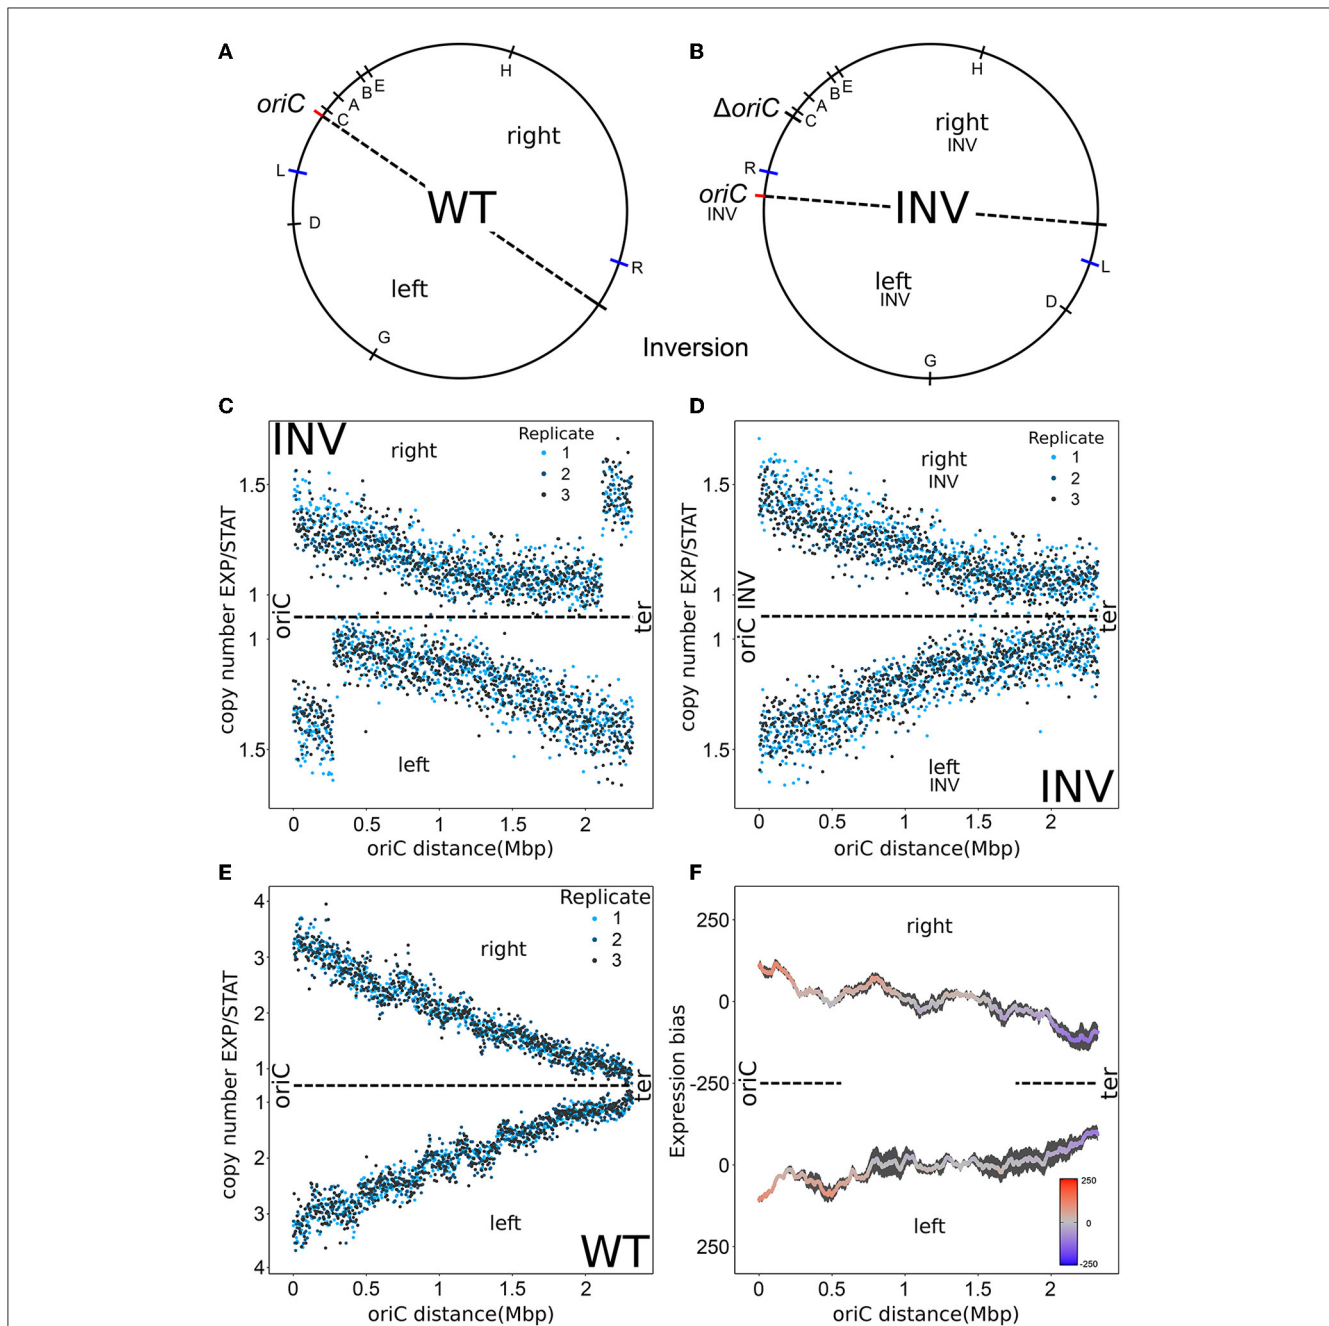 A
oriC
C
A
B
E
H
right
L
D
WT
left
G
R
Inversion
B
ΔoriC
C
A
B
E
H
right
INV
R
oriC
INV
INV
left
INV
L
D
G
C
INV
right
Replicate
1
2
3
1.5
1
1
1.5
copy number EXP/STAT
oriC
ter
left
0
0.5
1
1.5
2
oriC distance(Mbp)
D
right
INV
Replicate
1
2
3
1.5
1
1
1.5
copy number EXP/STAT
oriC INV
ter
left
INV
INV
0
0.5
1
1.5
2
oriC distance(Mbp)
E
Replicate
1
2
3
right
4
3
2
1
1
2
3
4
copy number EXP/STAT
oriC
ter
left
WT
0
0.5
1
1.5
2
oriC distance(Mbp)
F
right
250
0
-250
0
250
Expression bias
oriC
ter
left
250
0
-250
0
0.5
1
1.5
2
oriC distance(Mbp)